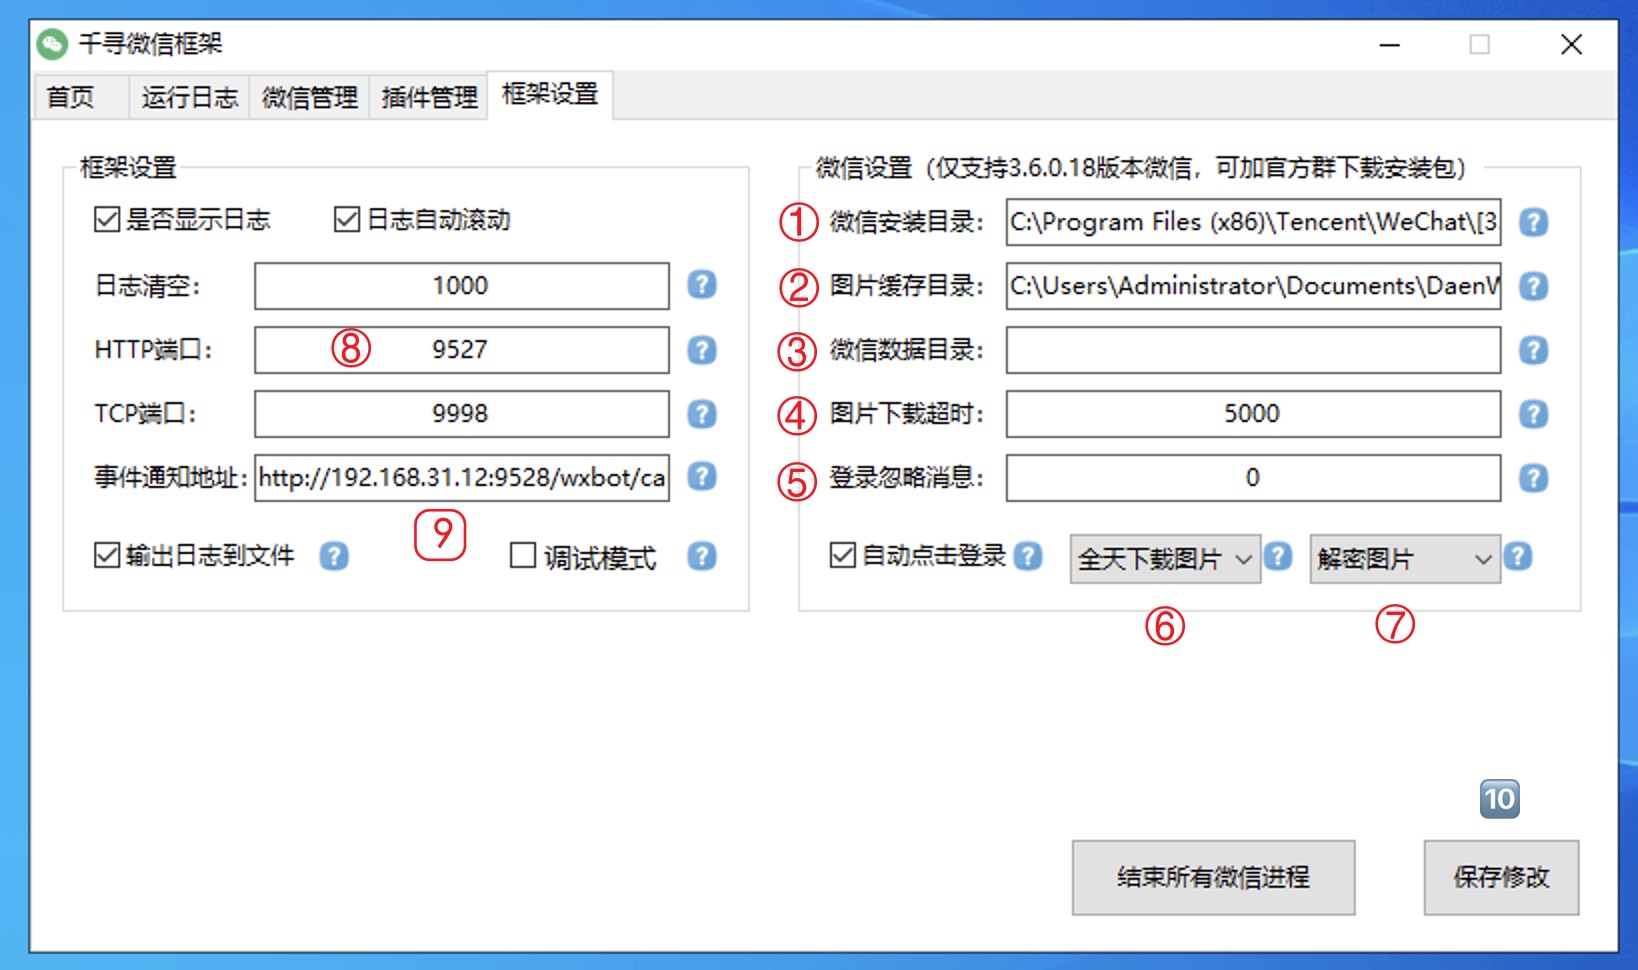 千寻微信框架
首页 运行日志 微信管理 插件管理 框架设置
框架设置
是否显示日志 日志自动滚动
日志清空： 1000 ?
HTTP端口： ⑧ 9527 ?
TCP端口： 9998 ?
事件通知地址： http://192.168.31.12:9528/wxbot/ca ?
9
输出日志到文件 ? 调试模式 ?
微信设置（仅支持3.6.0.18版本微信，可加官方群下载安装包）
① 微信安装目录： C:\Program Files (x86)\Tencent\WeChat\[3. ?
② 图片缓存目录： C:\Users\Administrator\Documents\DaenW ?
③ 微信数据目录： ?
④ 图片下载超时： 5000 ?
⑤ 登录忽略消息： 0 ?
自动点击登录 ? 全天下载图片 ? 解密图片 ?
⑥ ⑦
10
结束所有微信进程 保存修改